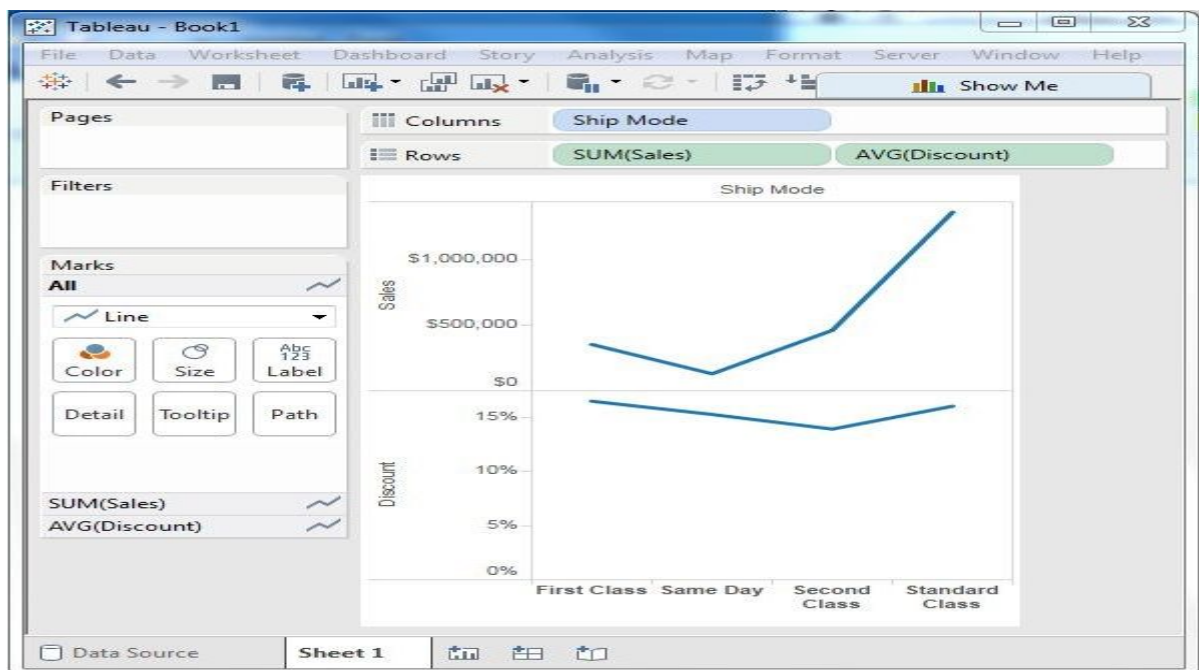 Tableau - Book1
File Data Worksheet Dashboard Story Analysis Map Format Server Window Help
Show Me
Pages
Columns Ship Mode
Rows SUM(Sales) AVG(Discount)
Filters
Marks
All
Line
Color Size Abc 123 Label
Detail Tooltip Path
SUM(Sales)
AVG(Discount)
Ship Mode
Sales
$1,000,000
$500,000
$0
Discount
15%
10%
5%
0%
First Class Same Day Second Class Standard Class
Data Source Sheet 1